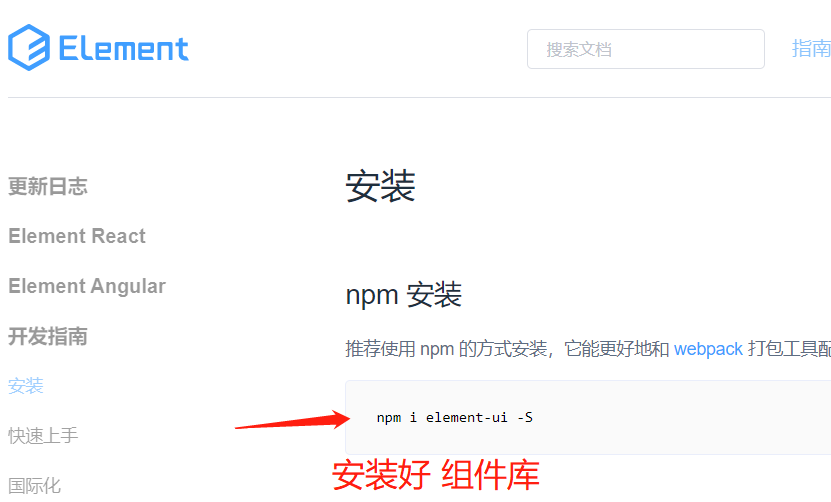 Element
搜索文档
指南
更新日志
Element React
Element Angular
开发指南
安装
快速上手
国际化
安装
npm 安装
推荐使用 npm 的方式安装，它能更好地和 webpack 打包工具配
npm i element-ui -S
安装好 组件库